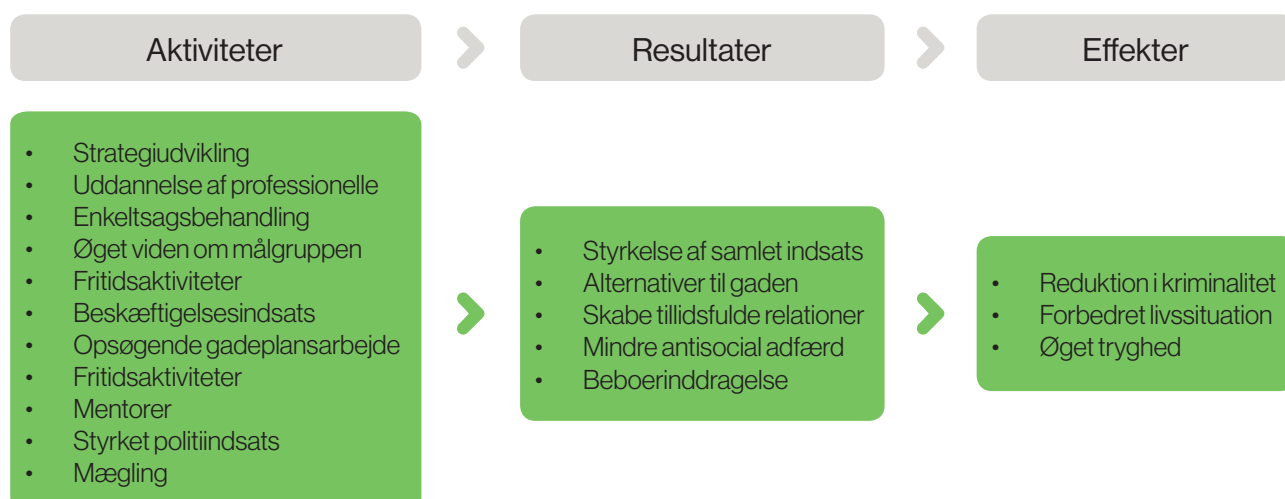 Aktiviteter
Resultater
Effekter
• Strategiudvikling
• Uddannelse af professionelle
• Enkeltsagsbehandling
• Øget viden om målgruppen
• Fritidsaktiviteter
• Beskæftigelsesindsats
• Opsøgende gadeplansarbejde
• Fritidsaktiviteter
• Mentorer
• Styrket politiindsats
• Mægling
• Styrkelse af samlet indsats
• Alternativer til gaden
• Skabe tillidsfulde relationer
• Mindre antisocial adfærd
• Beboerinddragelse
• Reduktion i kriminalitet
• Forbedret livssituation
• Øget tryghed